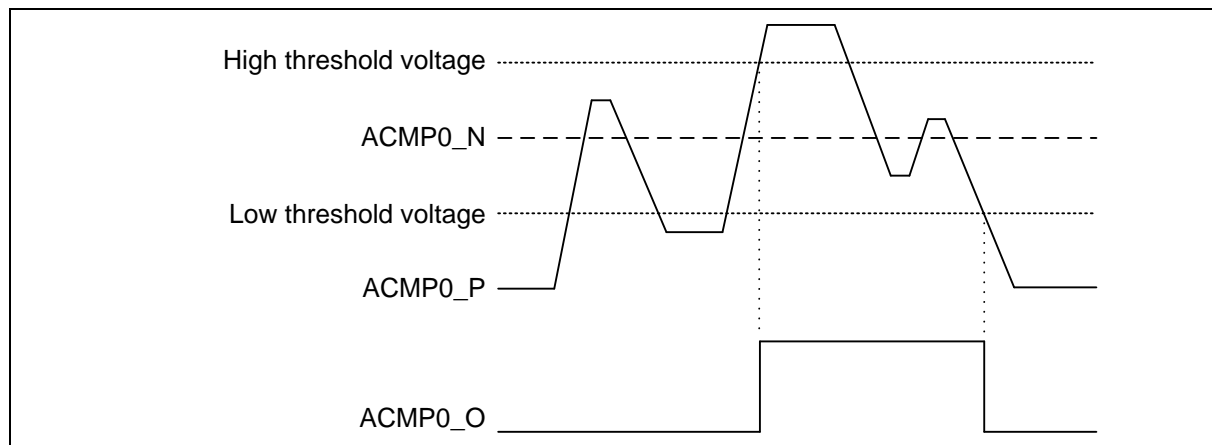 High threshold voltage
ACMP0_N
Low threshold voltage
ACMP0_P
ACMP0_O